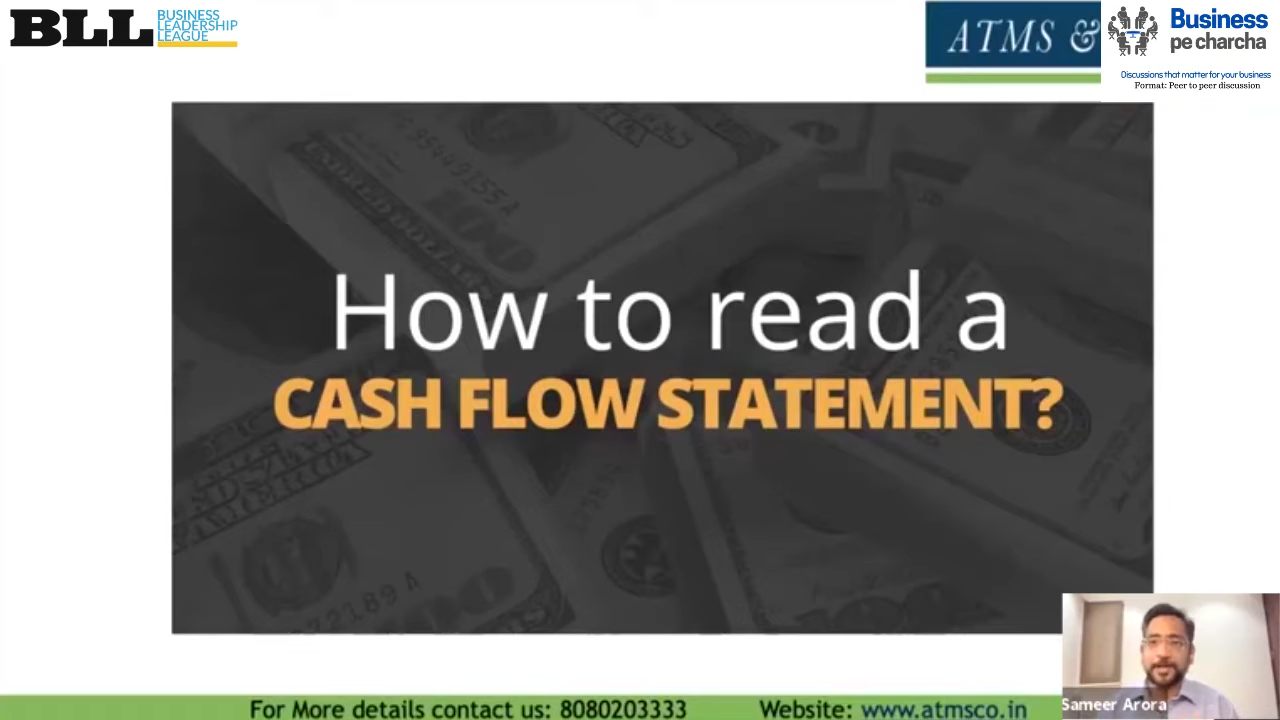 BLL
BUSINESS
LEADERSHIP
LEAGUE
ATMS &
Business
pe charcha
Discussions that matter for your business
Format: Peer to peer discussion
How to read a
CASH FLOW STATEMENT?
For More details contact us: 8080203333 Website: www.atmsco.in
Sameer Arora